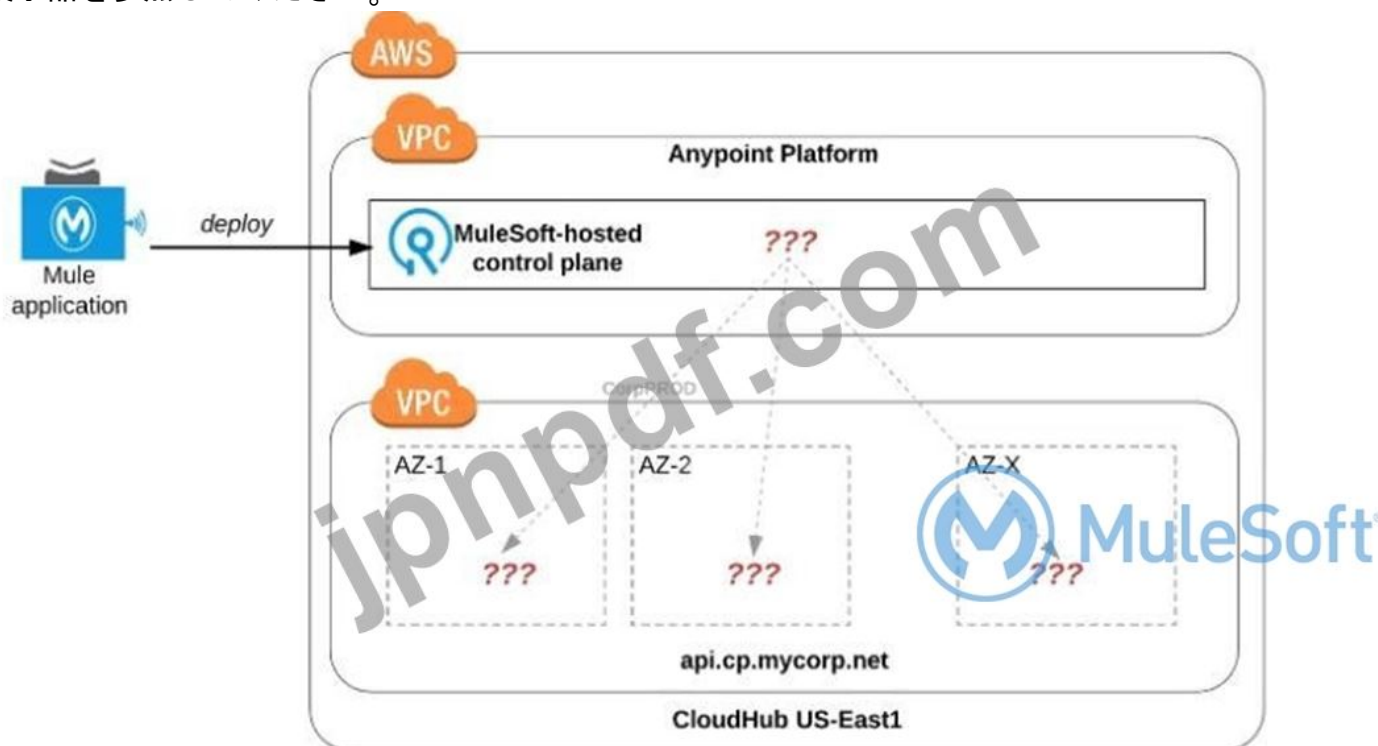 AWS
VPC
Anypoint Platform
deploy
MuleSoft-hosted
control plane
???
Mule
application
VPC
CorpPROD
AZ-1
AZ-2
AZ-X
???
???
???
api.cp.mycorp.net
CloudHub US-East1
jpnpdf.com
MuleSoft